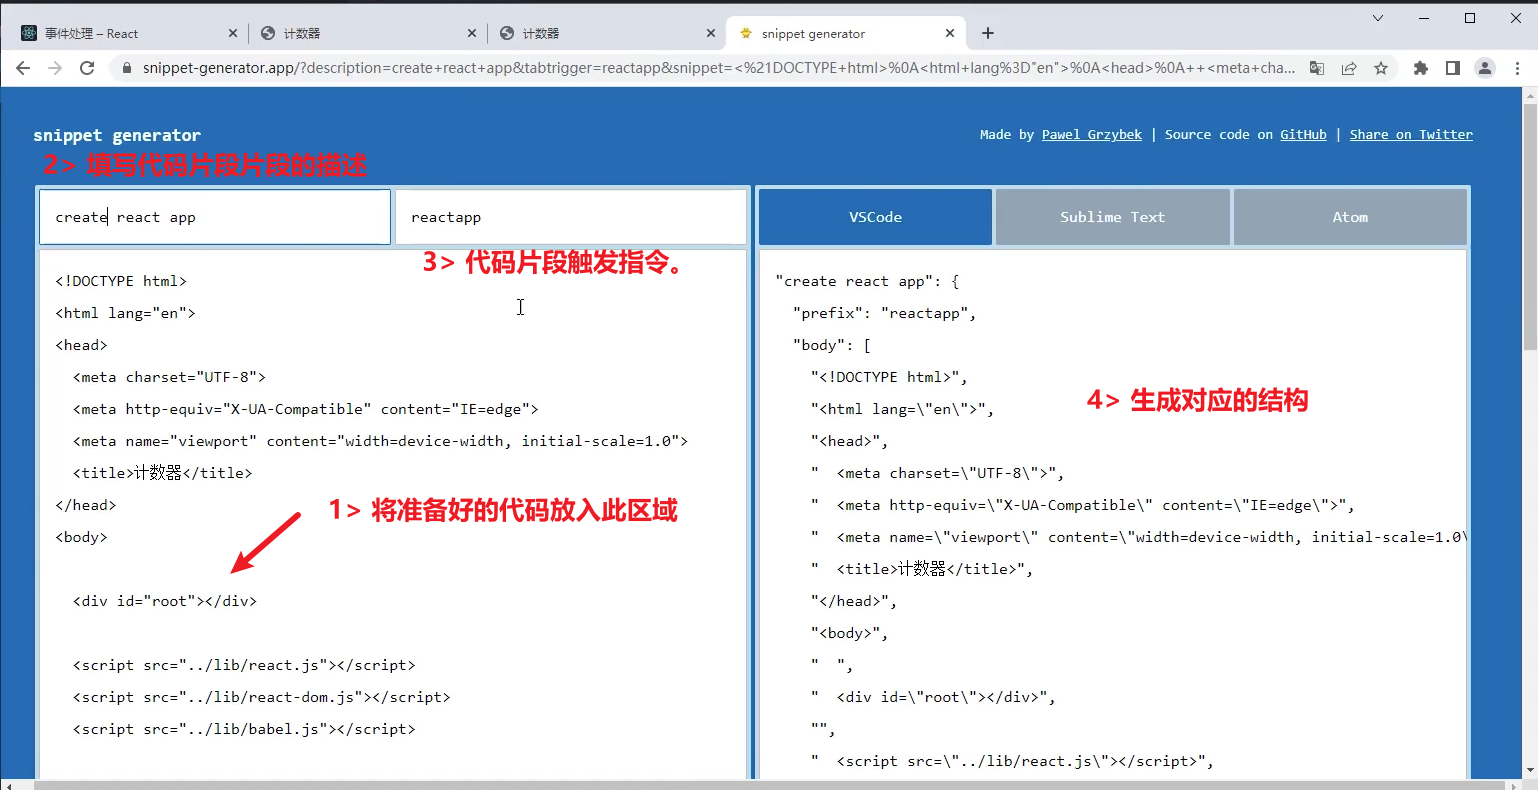 事件处理 – React
计数器
计数器
snippet generator
snippet-generator.app/?description=create+react+app&tabtrigger=reactapp&snippet=<%21DOCTYPE+html>%0A<html+lang%3D"en">%0A<head>%0A++<meta+cha...
snippet generator
Made by Pawel Grzybek | Source code on GitHub | Share on Twitter
2> 填写代码片段片段的描述
create react app
reactapp
3> 代码片段触发指令。
<!DOCTYPE html>
<html lang="en">
<head>
<meta charset="UTF-8">
<meta http-equiv="X-UA-Compatible" content="IE=edge">
<meta name="viewport" content="width=device-width, initial-scale=1.0">
<title>计数器</title>
</head>
1> 将准备好的代码放入此区域
<body>
<div id="root"></div>
<script src="../lib/react.js"></script>
<script src="../lib/react-dom.js"></script>
<script src="../lib/babel.js"></script>
VSCode
Sublime Text
Atom
"create react app": {
"prefix": "reactapp",
"body": [
"<!DOCTYPE html>",
4> 生成对应的结构
"<html lang=\"en\">",
"<head>",
"  <meta charset=\"UTF-8\">",
"  <meta http-equiv=\"X-UA-Compatible\" content=\"IE=edge\">",
"  <meta name=\"viewport\" content=\"width=device-width, initial-scale=1.0\
"  <title>计数器</title>",
"</head>",
"<body>",
"  ",
"  <div id=\"root\"></div>",
"",
"  <script src=\"../lib/react.js\"></script>",